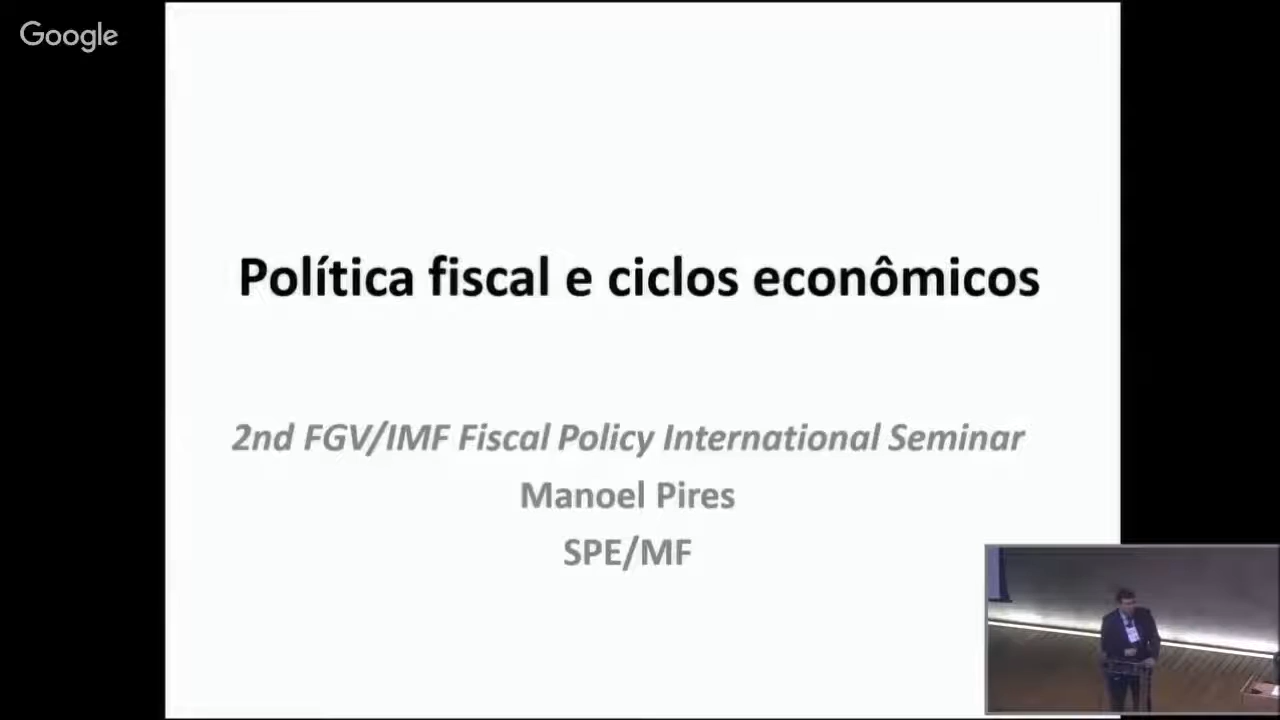 Google
Política fiscal e ciclos econômicos
2nd FGV/IMF Fiscal Policy International Seminar
Manoel Pires
SPE/MF